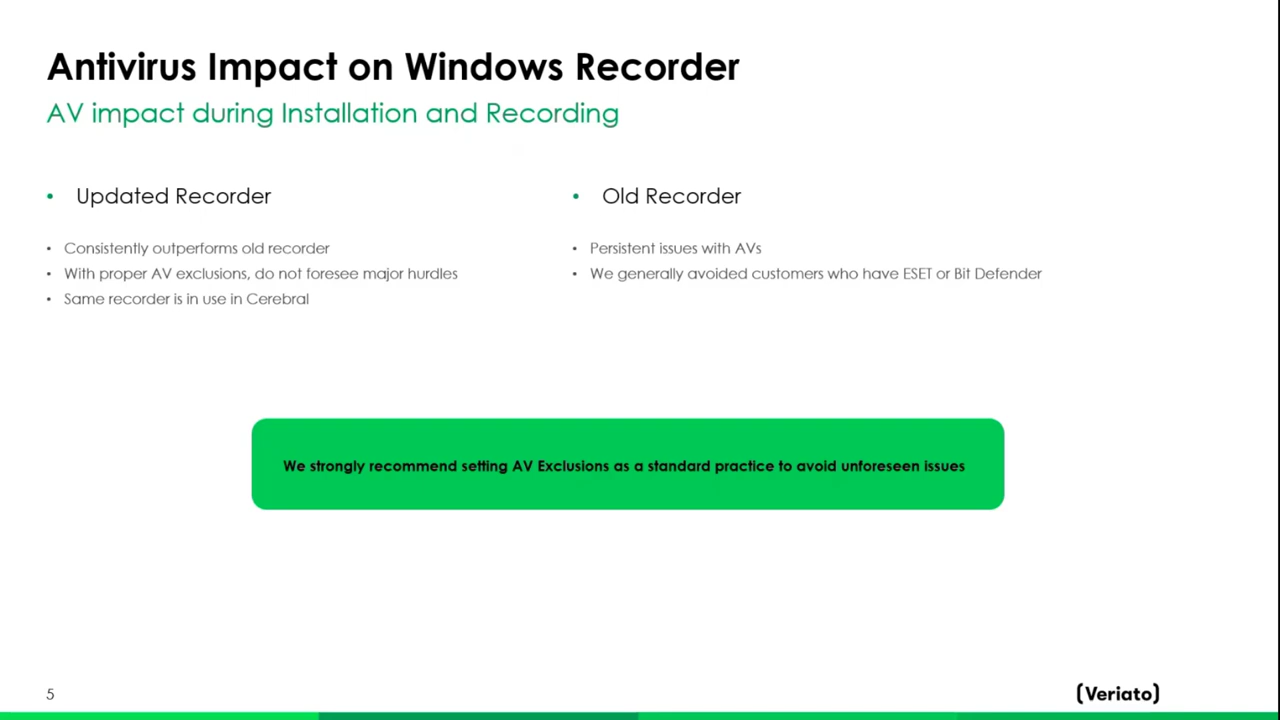 Antivirus Impact on Windows Recorder
AV impact during Installation and Recording
• Updated Recorder
• Consistently outperforms old recorder
• With proper AV exclusions, do not foresee major hurdles
• Same recorder is in use in Cerebral
• Old Recorder
• Persistent issues with AVs
• We generally avoided customers who have ESET or Bit Defender
We strongly recommend setting AV Exclusions as a standard practice to avoid unforeseen issues
5
(Veriato)